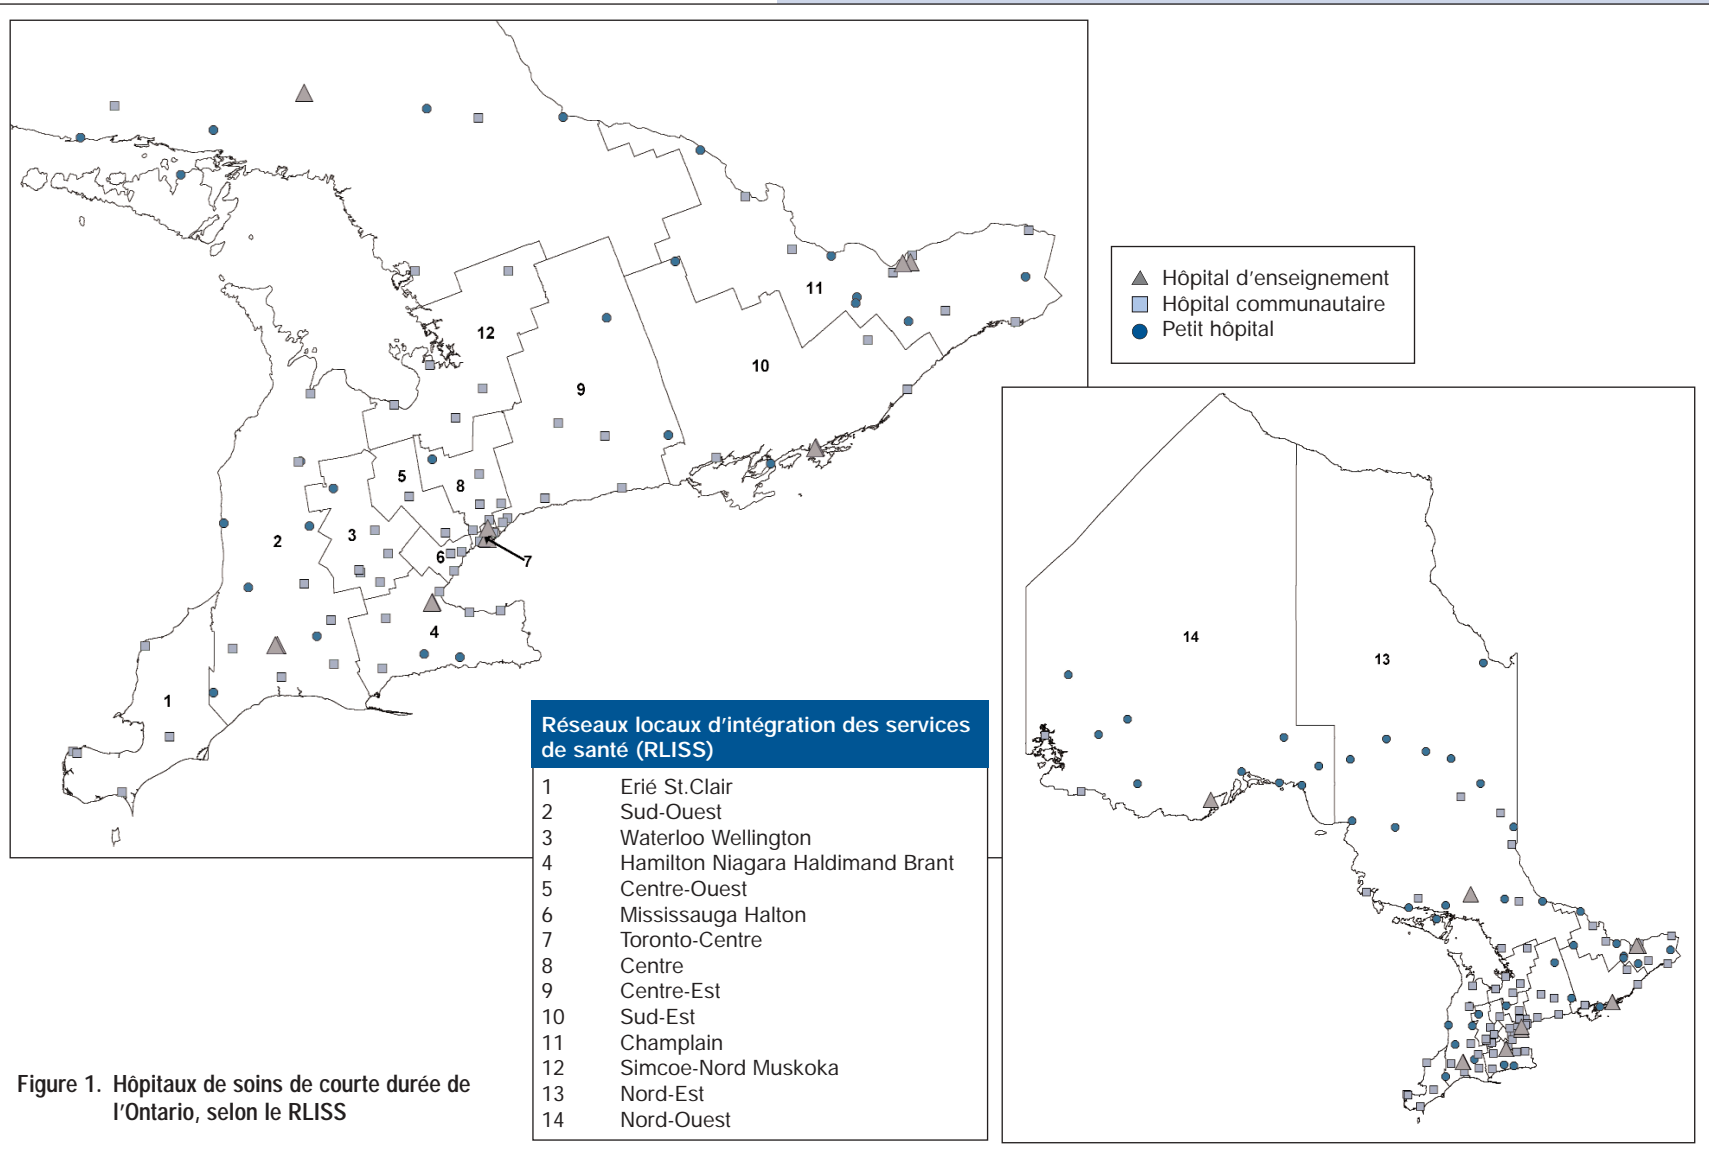 12
11
10
9
5
8
3
2
6
7
4
1
Hôpital d'enseignement
Hôpital communautaire
Petit hôpital
14
13
Réseaux locaux d'intégration des services
de santé (RLISS)
1 Erié St.Clair
2 Sud-Ouest
3 Waterloo Wellington
4 Hamilton Niagara Haldimand Brant
5 Centre-Ouest
6 Mississauga Halton
7 Toronto-Centre
8 Centre
9 Centre-Est
10 Sud-Est
11 Champlain
12 Simcoe-Nord Muskoka
13 Nord-Est
14 Nord-Ouest
Figure 1. Hôpitaux de soins de courte durée de
l'Ontario, selon le RLISS